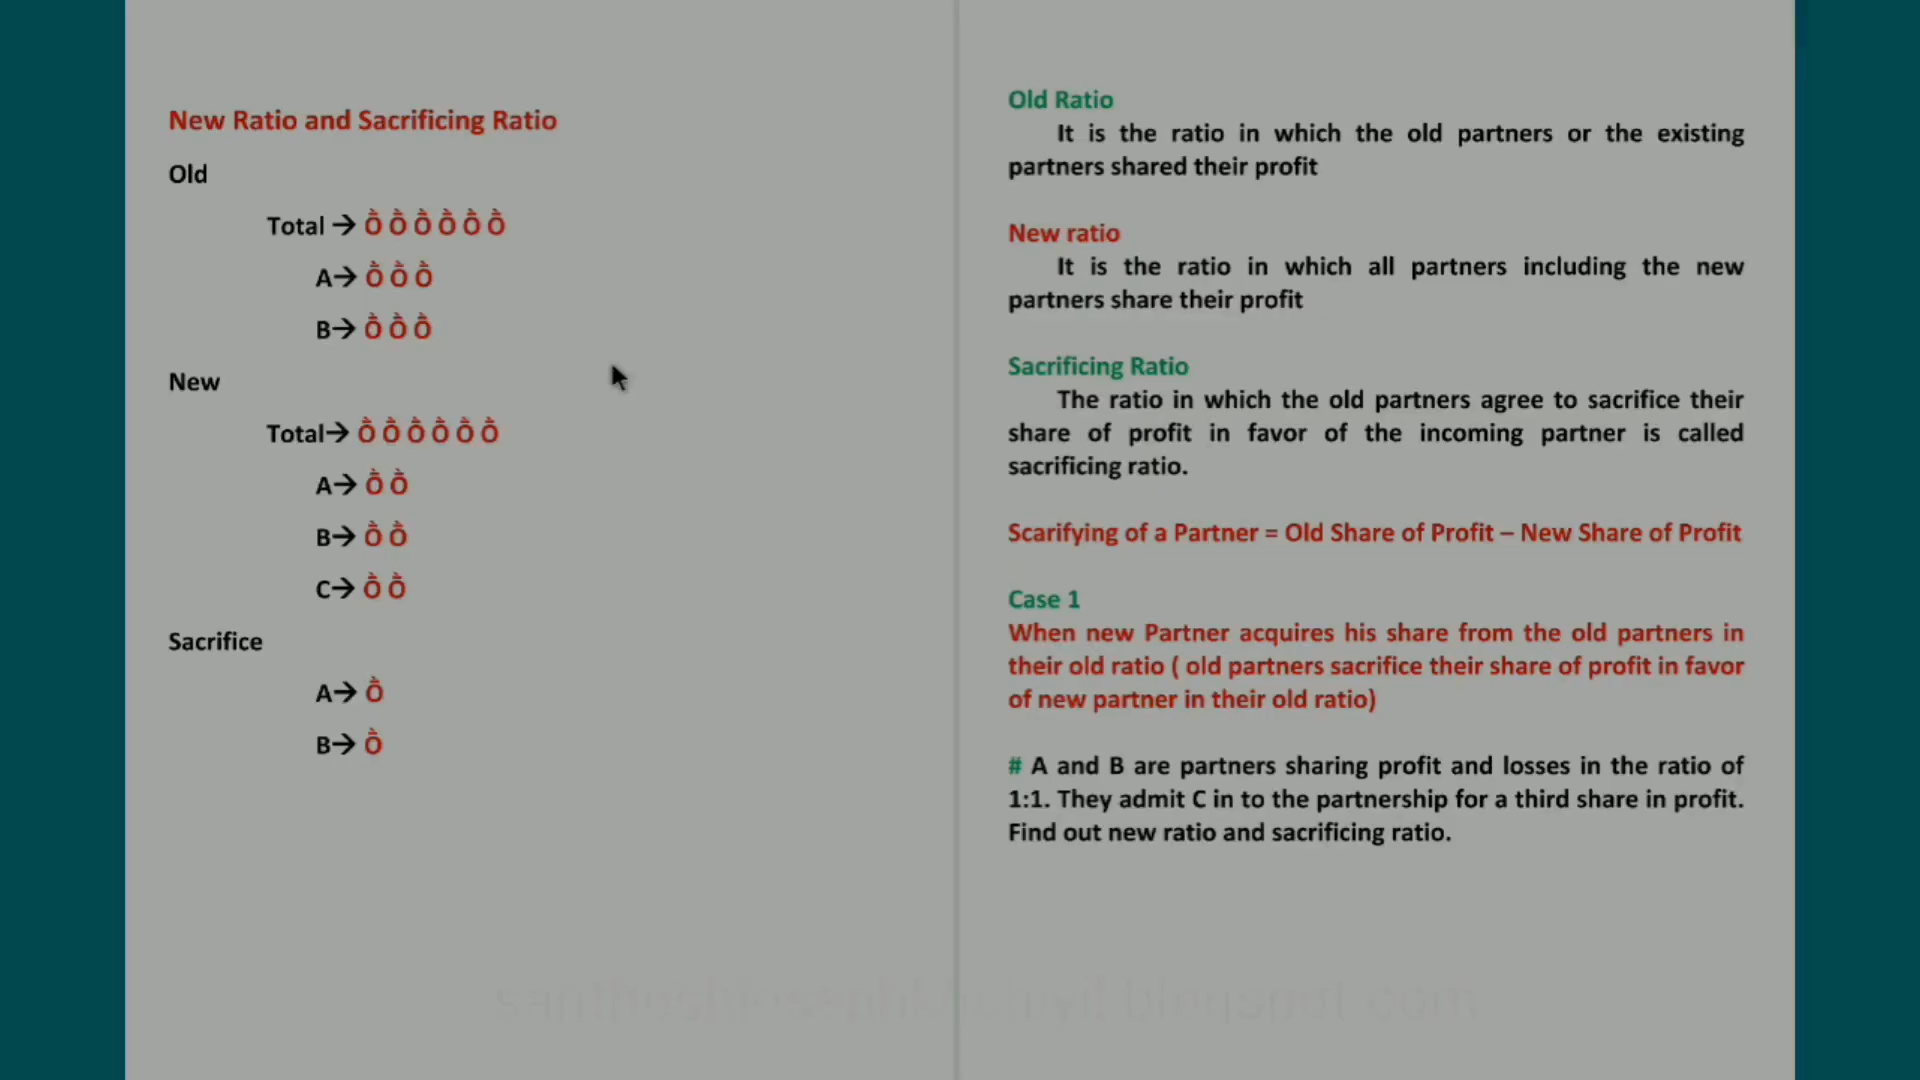 New Ratio and Sacrificing Ratio
Old
Total → Ȍ Ȍ Ȍ Ȍ Ȍ Ȍ
A→ Ȍ Ȍ Ȍ
B→ Ȍ Ȍ Ȍ
New
Total→ Ȍ Ȍ Ȍ Ȍ Ȍ Ȍ
A→ Ȍ Ȍ
B→ Ȍ Ȍ
C→ Ȍ Ȍ
Sacrifice
A→ Ȍ
B→ Ȍ
Old Ratio
It is the ratio in which the old partners or the existing
partners shared their profit
New ratio
It is the ratio in which all partners including the new
partners share their profit
Sacrificing Ratio
The ratio in which the old partners agree to sacrifice their
share of profit in favor of the incoming partner is called
sacrificing ratio.
Scarifying of a Partner = Old Share of Profit – New Share of Profit
Case 1
When new Partner acquires his share from the old partners in
their old ratio ( old partners sacrifice their share of profit in favor
of new partner in their old ratio)
# A and B are partners sharing profit and losses in the ratio of
1:1. They admit C in to the partnership for a third share in profit.
Find out new ratio and sacrificing ratio.